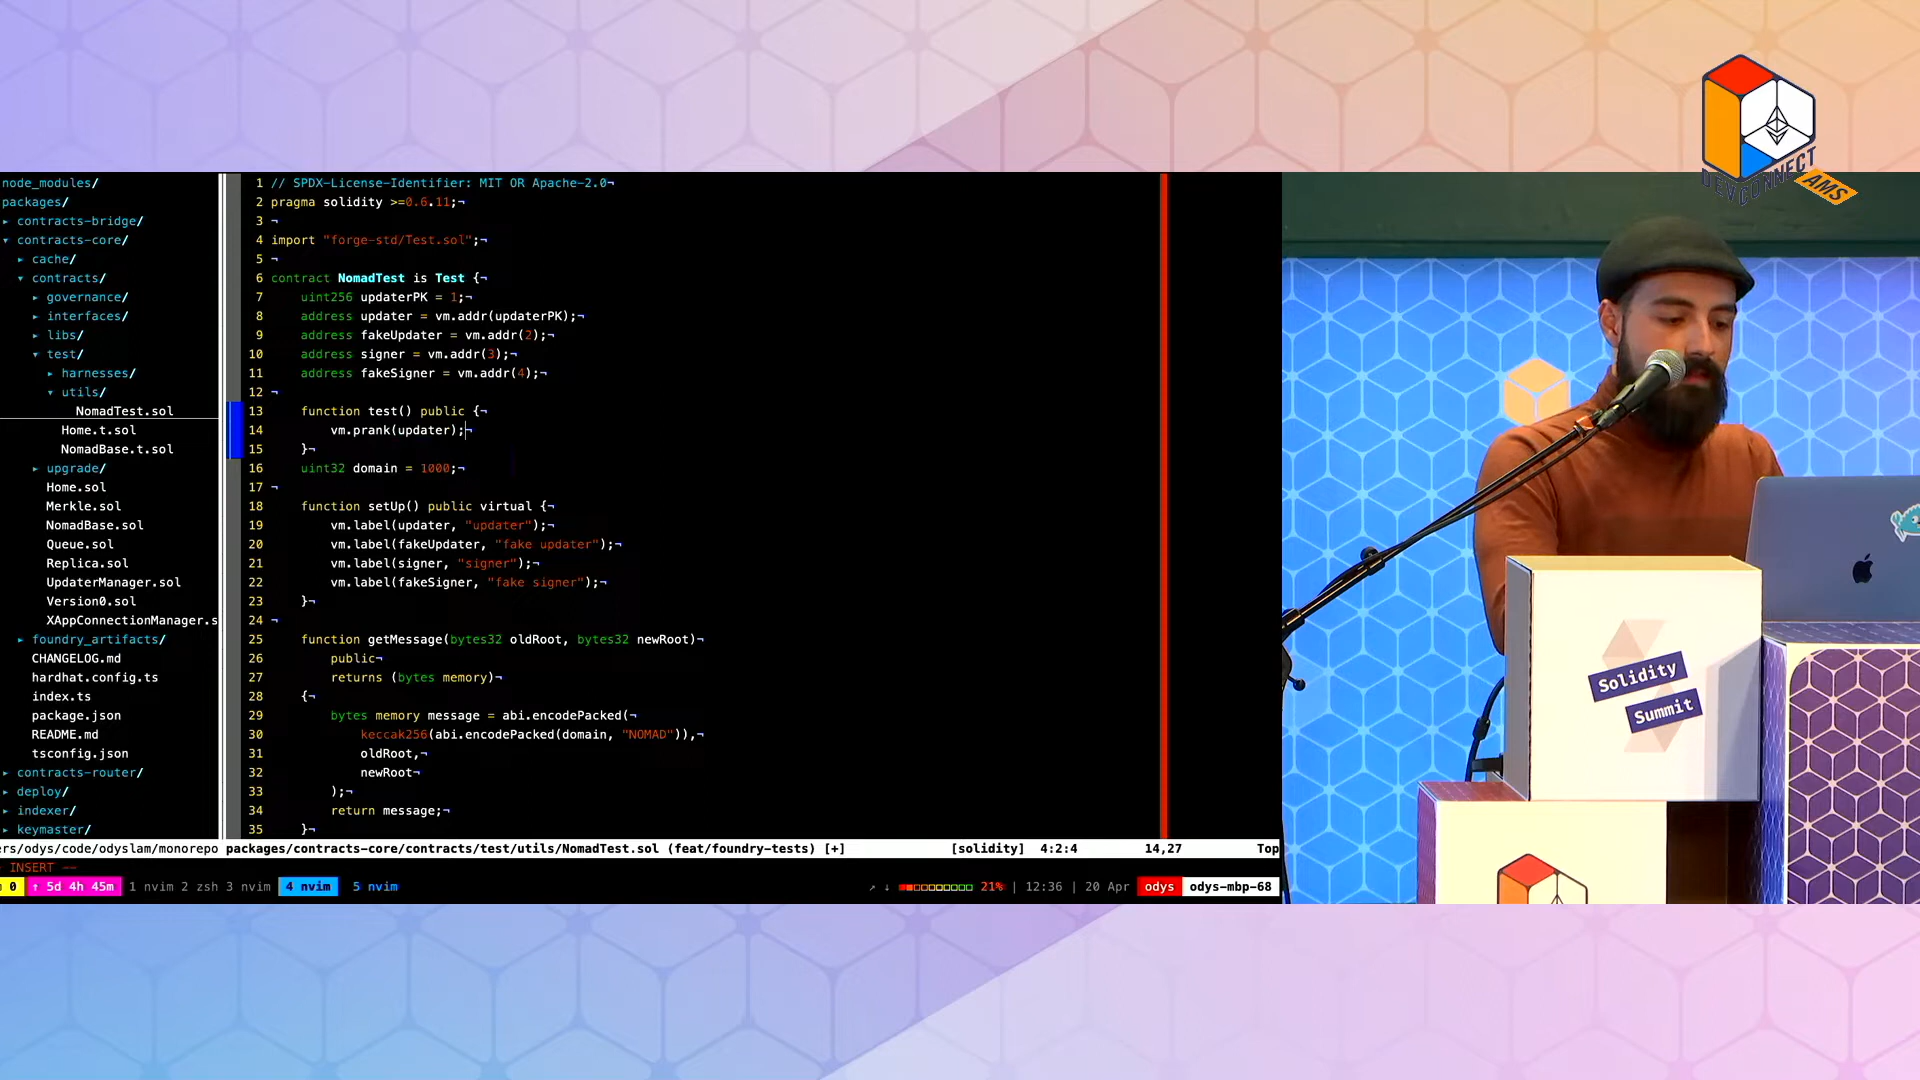 DEVCONNECT
AMS
node_modules/
packages/
▸ contracts-bridge/
▾ contracts-core/
▸ cache/
▾ contracts/
▸ governance/
▸ interfaces/
▸ libs/
▾ test/
▸ harnesses/
▾ utils/
NomadTest.sol
Home.t.sol
NomadBase.t.sol
▸ upgrade/
Home.sol
Merkle.sol
NomadBase.sol
Queue.sol
Replica.sol
UpdaterManager.sol
Version0.sol
XAppConnectionManager.s
▸ foundry_artifacts/
CHANGELOG.md
hardhat.config.ts
index.ts
package.json
README.md
tsconfig.json
▸ contracts-router/
▸ deploy/
▸ indexer/
▸ keymaster/
1 // SPDX-License-Identifier: MIT OR Apache-2.0¬
2 pragma solidity >=0.6.11;¬
3 ¬
4 import "forge-std/Test.sol";¬
5 ¬
6 contract NomadTest is Test {¬
7 uint256 updaterPK = 1;¬
8 address updater = vm.addr(updaterPK);¬
9 address fakeUpdater = vm.addr(2);¬
10 address signer = vm.addr(3);¬
11 address fakeSigner = vm.addr(4);¬
12 ¬
13 function test() public {¬
14 vm.prank(updater);¬
15 }¬
16 uint32 domain = 1000;¬
17 ¬
18 function setUp() public virtual {¬
19 vm.label(updater, "updater");¬
20 vm.label(fakeUpdater, "fake updater");¬
21 vm.label(signer, "signer");¬
22 vm.label(fakeSigner, "fake signer");¬
23 }¬
24 ¬
25 function getMessage(bytes32 oldRoot, bytes32 newRoot)¬
26 public¬
27 returns (bytes memory)¬
28 {¬
29 bytes memory message = abi.encodePacked(¬
30 keccak256(abi.encodePacked(domain, "NOMAD")),¬
31 oldRoot,¬
32 newRoot¬
33 );¬
34 return message;¬
35 }¬
ers/odys/code/odyslam/monorepo packages/contracts-core/contracts/test/utils/NomadTest.sol (feat/foundry-tests) [+] [solidity] 4:2:4 14,27 Top
INSERT --
0 ↑ 5d 4h 45m 1 nvim 2 zsh 3 nvim 4 nvim 5 nvim ↗ ↓ 21% | 12:36 | 20 Apr odys odys-mbp-68
Solidity
Summit